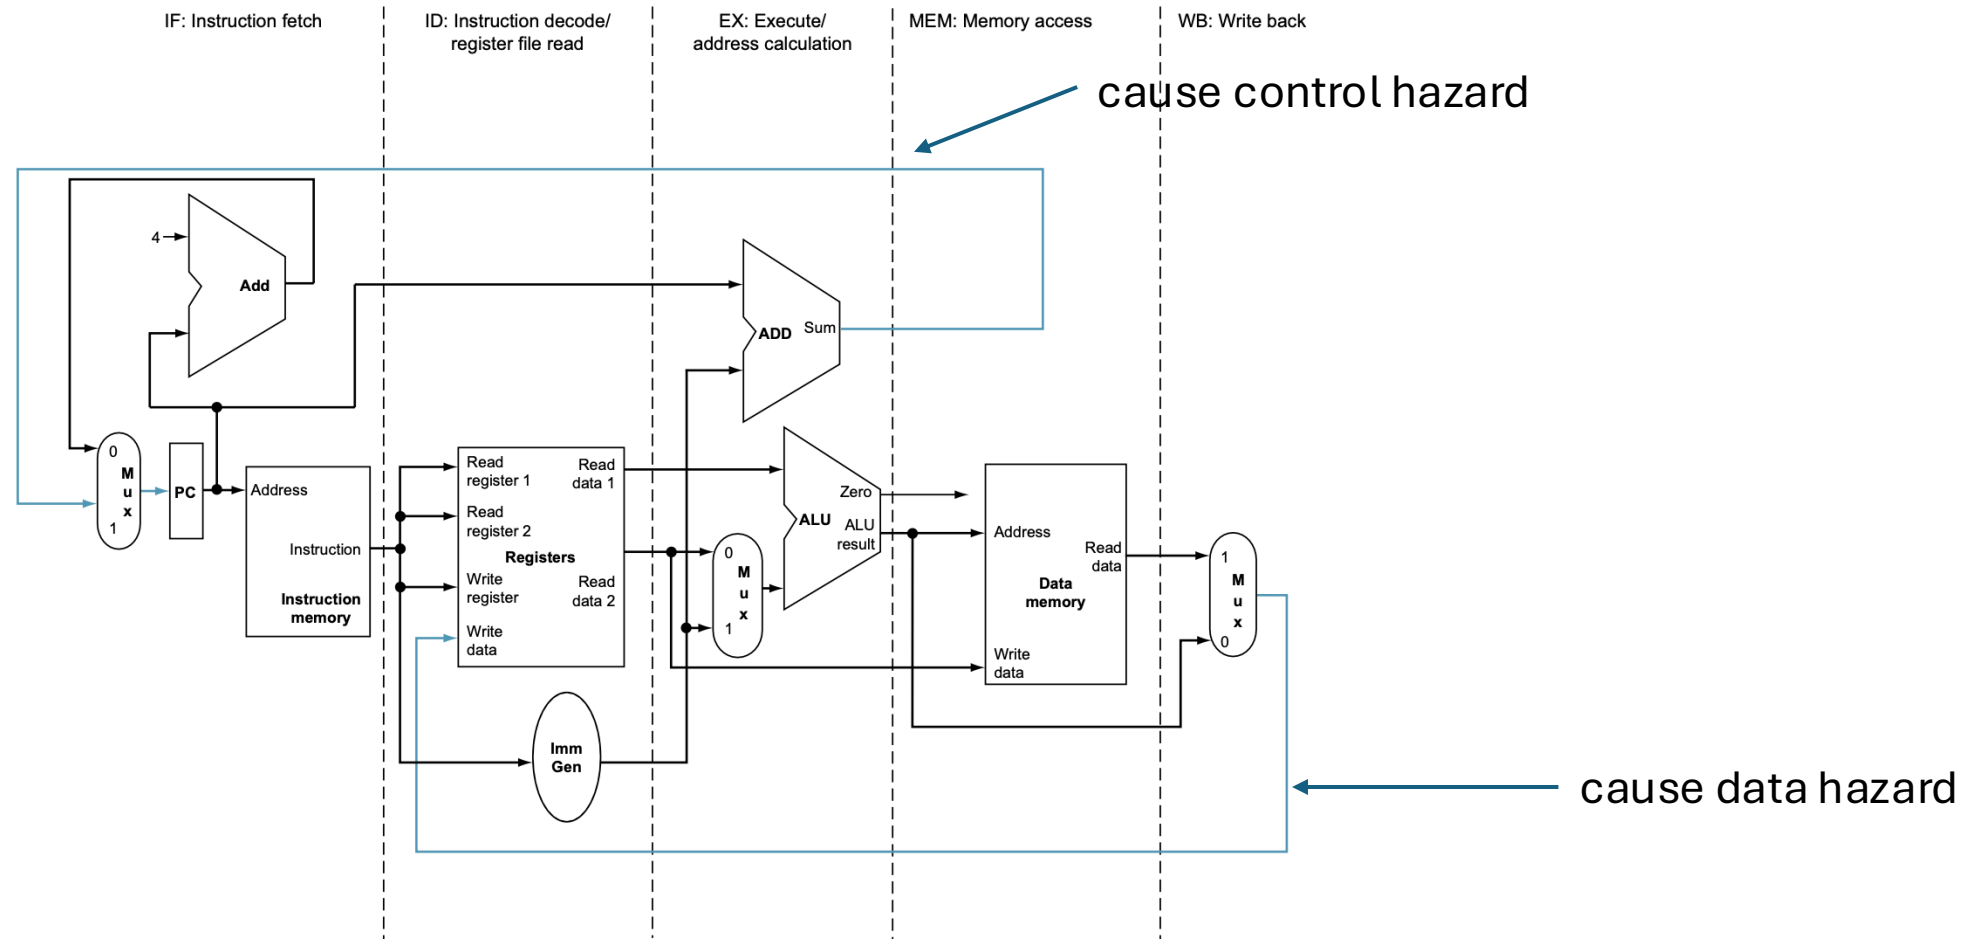 IF: Instruction fetch
ID: Instruction decode/
register file read
EX: Execute/
address calculation
MEM: Memory access
WB: Write back
cause control hazard
4
Add
ADD
Sum
0
M
u
x
1
PC
Address
Instruction
Instruction
memory
Read
register 1
Read
data 1
Read
register 2
Registers
Write
register
Read
data 2
Write
data
Imm
Gen
0
M
u
x
1
Zero
ALU
ALU
result
Address
Read
data
Data
memory
Write
data
1
M
u
x
0
cause data hazard